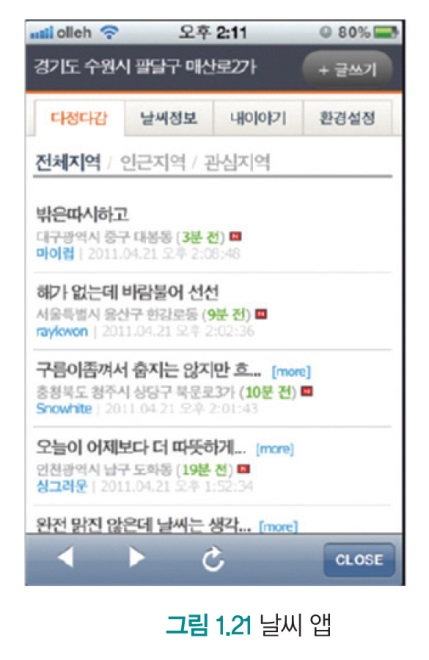 olleh 오후 2:11 80%
경기도 수원시 팔달구 매산로2가 + 글쓰기
다정다감 날씨정보 내이야기 환경설정
전체지역 / 인근지역 / 관심지역
밖은따시하고
대구광역시 중구 대봉동 (3분 전)
마이컴 | 2011.04.21 오후 2:08:48
해가 없는데 바람불어 선선
서울특별시 용산구 한강로동 (9분 전)
raykwon | 2011.04.21 오후 2:02:36
구름이좀껴서 춥지는 않지만 흐... [more]
충청북도 청주시 상당구 북문로3가 (10분 전)
Snowhite | 2011.04.21 오후 2:01:43
오늘이 어제보다 더 따뜻하게... [more]
인천광역시 남구 도화동 (19분 전)
싱그러운 | 2011.04.21 오후 1:52:34
완전 맑진 않은데 날씨는 생각... [more]
CLOSE
그림 1.21 날씨 앱